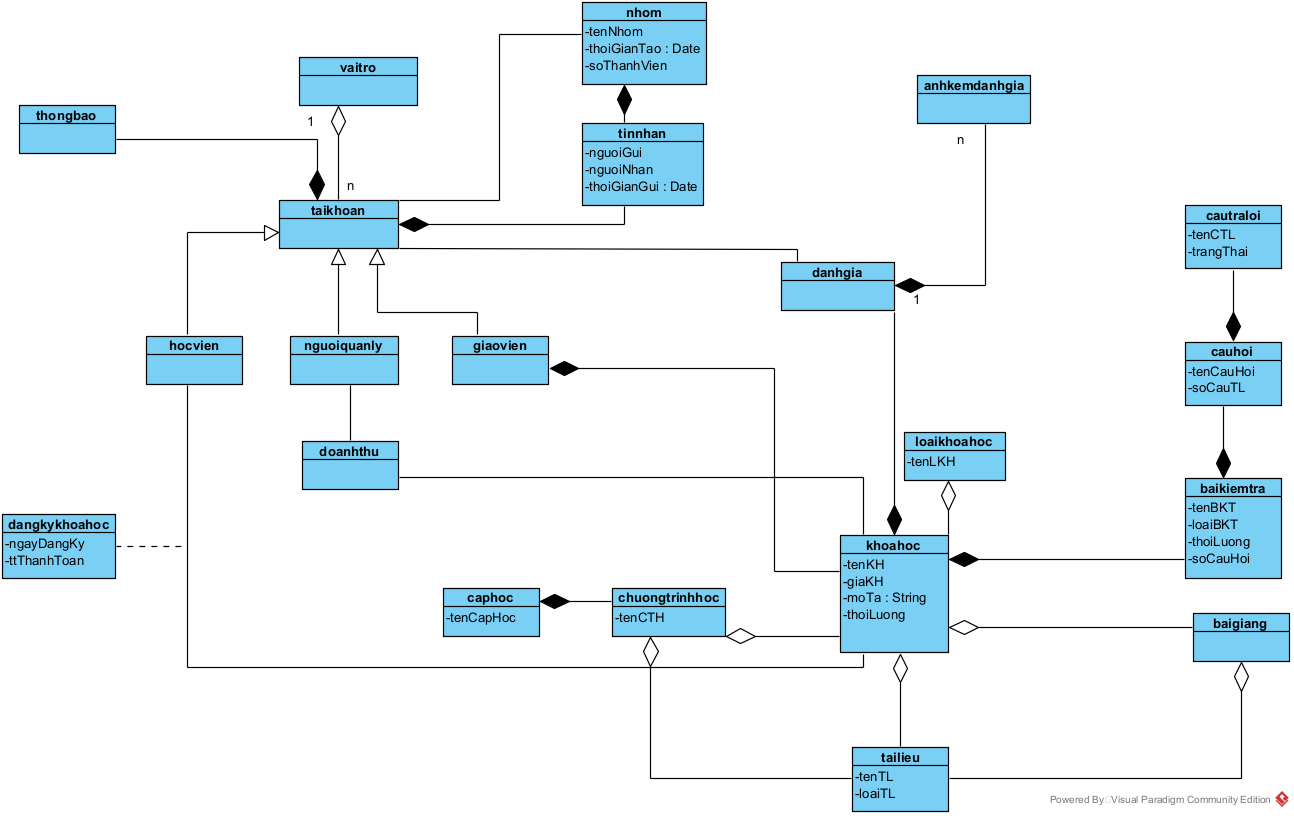 nhom
-tenNhom
-thoiGianTao : Date
-soThanhVien
vaitro
anhkemdanhgia
thongbao
1
n
tinnhan
-nguoiGui
-nguoiNhan
-thoiGianGui : Date
n
taikhoan
cautraloi
-tenCTL
-trangThai
danhgia
1
hocvien
nguoiquanly
giaovien
cauhoi
-tenCauHoi
-soCauTL
doanhthu
loaikhoahoc
-tenLKH
baikiemtra
-tenBKT
-loaiBKT
-thoiLuong
-soCauHoi
dangkykhoahoc
-ngayDangKy
-ttThanhToan
khoahoc
-tenKH
-giaKH
-moTa : String
-thoiLuong
caphoc
-tenCapHoc
chuongtrinhhoc
-tenCTH
baigiang
tailieu
-tenTL
-loaiTL
Powered By Visual Paradigm Community Edition